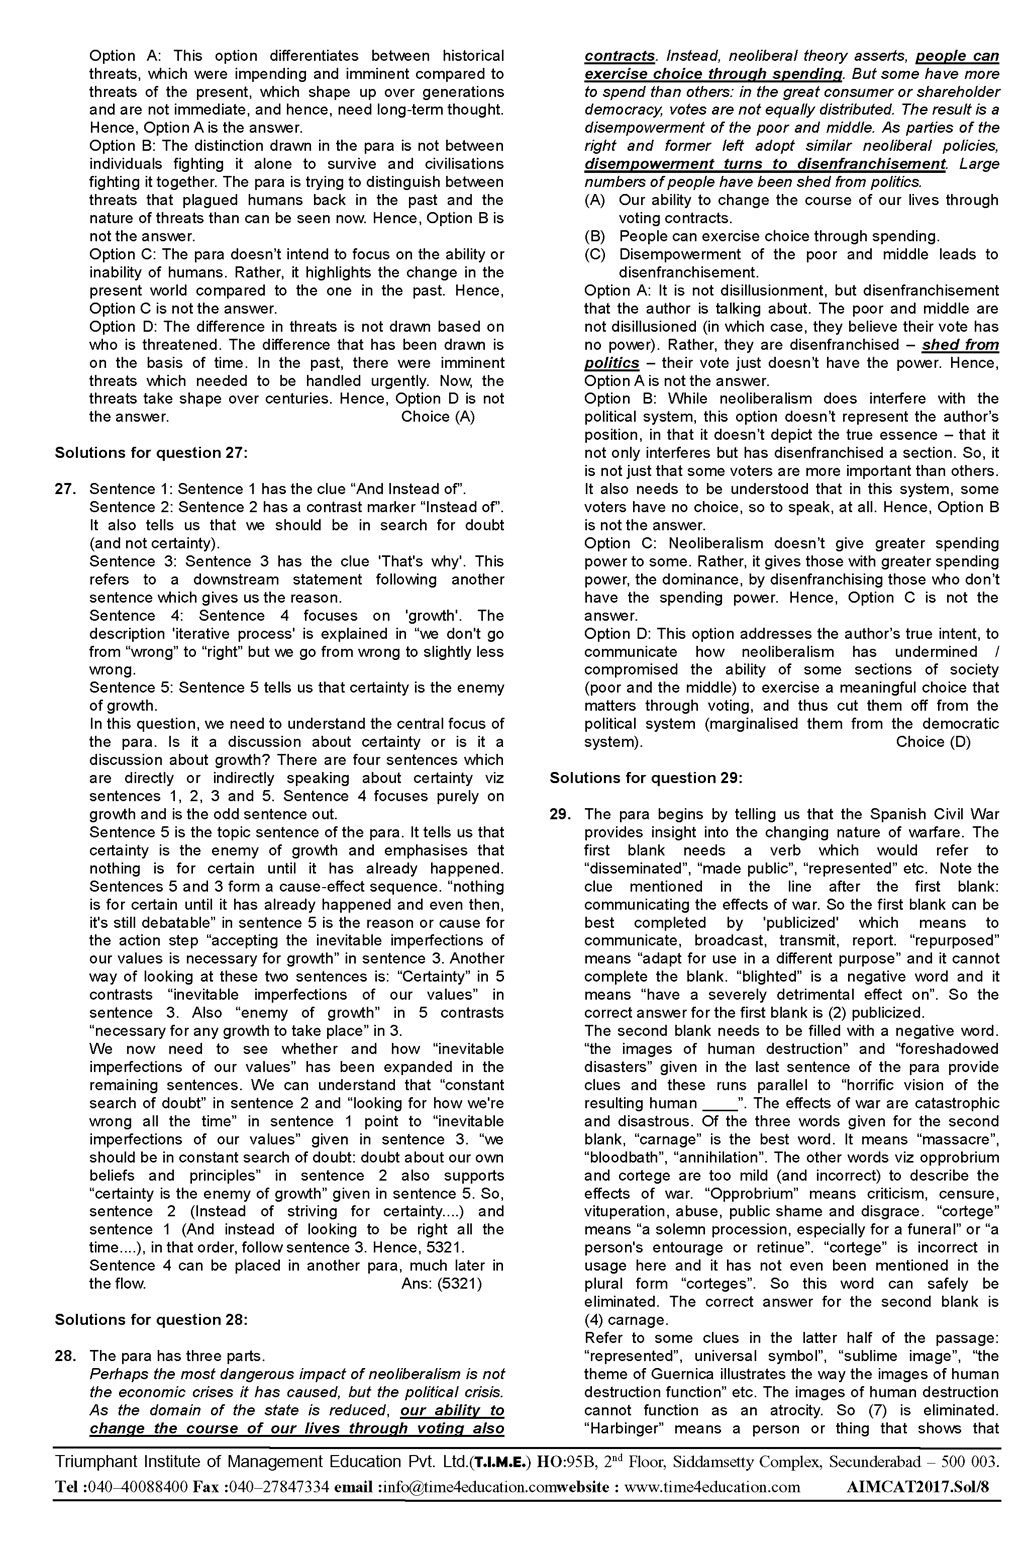 Option A: This option differentiates between historical
threats, which were impending and imminent compared to
threats of the present, which shape up over generations
and are not immediate, and hence, need long-term thought.
Hence, Option A is the answer.
Option B: The distinction drawn in the para is not between
individuals fighting it alone to survive and civilisations
fighting it together. The para is trying to distinguish between
threats that plagued humans back in the past and the
nature of threats than can be seen now. Hence, Option B is
not the answer.
Option C: The para doesn't intend to focus on the ability or
inability of humans. Rather, it highlights the change in the
present world compared to the one in the past. Hence,
Option C is not the answer.
Option D: The difference in threats is not drawn based on
who is threatened. The difference that has been drawn is
on the basis of time. In the past, there were imminent
threats which needed to be handled urgently. Now, the
threats take shape over centuries. Hence, Option D is not
the answer. Choice (A)
Solutions for question 27:
27. Sentence 1: Sentence 1 has the clue “And Instead of”.
Sentence 2: Sentence 2 has a contrast marker “Instead of”.
It also tells us that we should be in search for doubt
(and not certainty).
Sentence 3: Sentence 3 has the clue 'That's why'. This
refers to a downstream statement following another
sentence which gives us the reason.
Sentence 4: Sentence 4 focuses on 'growth'. The
description 'iterative process' is explained in “we don't go
from “wrong” to “right” but we go from wrong to slightly less
wrong.
Sentence 5: Sentence 5 tells us that certainty is the enemy
of growth.
In this question, we need to understand the central focus of
the para. Is it a discussion about certainty or is it a
discussion about growth? There are four sentences which
are directly or indirectly speaking about certainty viz
sentences 1, 2, 3 and 5. Sentence 4 focuses purely on
growth and is the odd sentence out.
Sentence 5 is the topic sentence of the para. It tells us that
certainty is the enemy of growth and emphasises that
nothing is for certain until it has already happened.
Sentences 5 and 3 form a cause-effect sequence. “nothing
is for certain until it has already happened and even then,
it's still debatable” in sentence 5 is the reason or cause for
the action step “accepting the inevitable imperfections of
our values is necessary for growth” in sentence 3. Another
way of looking at these two sentences is: “Certainty” in 5
contrasts “inevitable imperfections of our values” in
sentence 3. Also “enemy of growth” in 5 contrasts
“necessary for any growth to take place” in 3.
We now need to see whether and how “inevitable
imperfections of our values” has been expanded in the
remaining sentences. We can understand that “constant
search of doubt” in sentence 2 and “looking for how we're
wrong all the time” in sentence 1 point to “inevitable
imperfections of our values” given in sentence 3. “we
should be in constant search of doubt: doubt about our own
beliefs and principles” in sentence 2 also supports
“certainty is the enemy of growth” given in sentence 5. So,
sentence 2 (Instead of striving for certainty....) and
sentence 1 (And instead of looking to be right all the
time....), in that order, follow sentence 3. Hence, 5321.
Sentence 4 can be placed in another para, much later in
the flow. Ans: (5321)
Solutions for question 28:
28. The para has three parts.
Perhaps the most dangerous impact of neoliberalism is not
the economic crises it has caused, but the political crisis.
As the domain of the state is reduced, our ability to
change the course of our lives through voting also
contracts. Instead, neoliberal theory asserts, people can
exercise choice through spending. But some have more
to spend than others: in the great consumer or shareholder
democracy, votes are not equally distributed. The result is a
disempowerment of the poor and middle. As parties of the
right and former left adopt similar neoliberal policies,
disempowerment turns to disenfranchisement. Large
numbers of people have been shed from politics.
(A) Our ability to change the course of our lives through
voting contracts.
(B) People can exercise choice through spending.
(C) Disempowerment of the poor and middle leads to
disenfranchisement.
Option A: It is not disillusionment, but disenfranchisement
that the author is talking about. The poor and middle are
not disillusioned (in which case, they believe their vote has
no power). Rather, they are disenfranchised – shed from
politics – their vote just doesn't have the power. Hence,
Option A is not the answer.
Option B: While neoliberalism does interfere with the
political system, this option doesn't represent the author's
position, in that it doesn't depict the true essence – that it
not only interferes but has disenfranchised a section. So, it
is not just that some voters are more important than others.
It also needs to be understood that in this system, some
voters have no choice, so to speak, at all. Hence, Option B
is not the answer.
Option C: Neoliberalism doesn't give greater spending
power to some. Rather, it gives those with greater spending
power, the dominance, by disenfranchising those who don't
have the spending power. Hence, Option C is not the
answer.
Option D: This option addresses the author's true intent, to
communicate how neoliberalism has undermined /
compromised the ability of some sections of society
(poor and the middle) to exercise a meaningful choice that
matters through voting, and thus cut them off from the
political system (marginalised them from the democratic
system). Choice (D)
Solutions for question 29:
29. The para begins by telling us that the Spanish Civil War
provides insight into the changing nature of warfare. The
first blank needs a verb which would refer to
“disseminated”, “made public”, “represented” etc. Note the
clue mentioned in the line after the first blank:
communicating the effects of war. So the first blank can be
best completed by 'publicized' which means to
communicate, broadcast, transmit, report. “repurposed”
means “adapt for use in a different purpose” and it cannot
complete the blank. “blighted” is a negative word and it
means “have a severely detrimental effect on”. So the
correct answer for the first blank is (2) publicized.
The second blank needs to be filled with a negative word.
“the images of human destruction” and “foreshadowed
disasters” given in the last sentence of the para provide
clues and these runs parallel to “horrific vision of the
resulting human ____”. The effects of war are catastrophic
and disastrous. Of the three words given for the second
blank, “carnage” is the best word. It means “massacre”,
“bloodbath”, “annihilation”. The other words viz opprobrium
and cortege are too mild (and incorrect) to describe the
effects of war. “Opprobrium” means criticism, censure,
vituperation, abuse, public shame and disgrace. “cortege”
means “a solemn procession, especially for a funeral” or “a
person's entourage or retinue”. “cortege” is incorrect in
usage here and it has not even been mentioned in the
plural form “corteges”. So this word can safely be
eliminated. The correct answer for the second blank is
(4) carnage.
Refer to some clues in the latter half of the passage:
“represented”, universal symbol”, “sublime image”, “the
theme of Guernica illustrates the way the images of human
destruction function” etc. The images of human destruction
cannot function as an atrocity. So (7) is eliminated.
“Harbinger” means a person or thing that shows that
Triumphant Institute of Management Education Pvt. Ltd.(T.I.M.E.) HO:95B, 2nd Floor, Siddamsetty Complex, Secunderabad – 500 003.
Tel :040–40088400 Fax :040–27847334 email :info@time4education.comwebsite : www.time4education.com AIMCAT2017.Sol/8